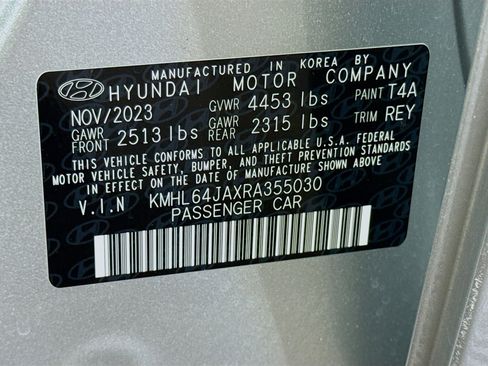 MANUFACTURED IN KOREA BY
HYUNDAI MOTOR COMPANY
NOV/2023 GVWR 4453 lbs PAINT T4A
GAWR FRONT 2513 lbs GAWR REAR 2315 lbs TRIM REY
THIS VEHICLE CONFORMS TO ALL APPLICABLE U.S.A. FEDERAL
MOTOR VEHICLE SAFETY, BUMPER, AND THEFT PREVENTION STANDARDS
IN EFFECT ON THE DATE OF MANUFACTURE SHOWN ABOVE.
V.I.N KMHL64JAXRA355030
PASSENGER CAR